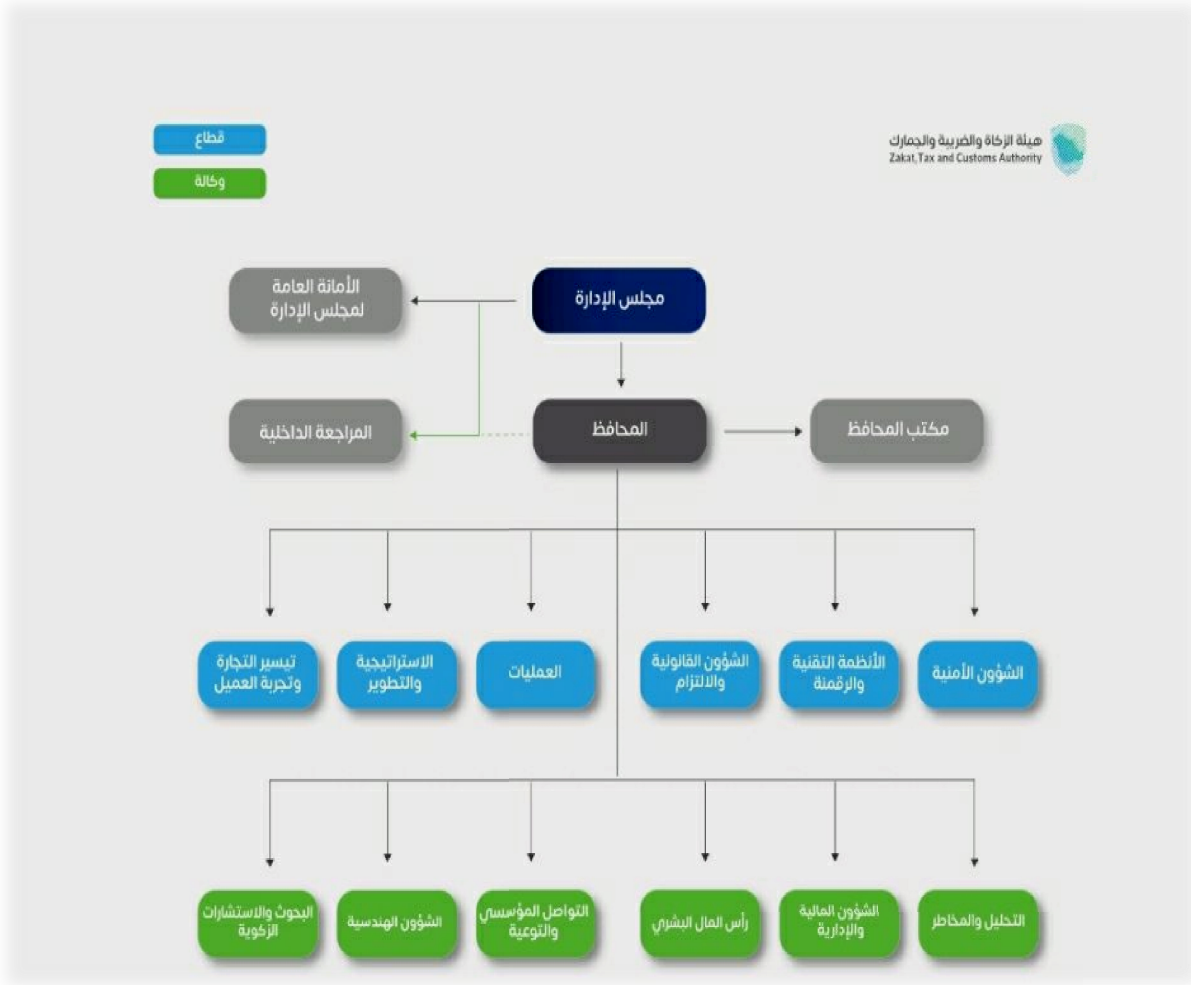 هيئة الزكاة والضريبة والجمارك
Zakat, Tax and Customs Authority
قطاع
وكالة
مجلس الإدارة
الأمانة العامة
لمجلس الإدارة
مكتب المحافظ
المحافظ
المراجعة الداخلية
الشؤون الأمنية
الأنظمة التقنية
والرقمنة
الشؤون القانونية
والالتزام
العمليات
الاستراتيجية
والتطوير
تيسير التجارة
وتجربة العميل
التحليل والمخاطر
الشؤون المالية
والإدارية
رأس المال البشري
التواصل المؤسسي
والتوعية
الشؤون الهندسية
البحوث والاستشارات
الزكوية